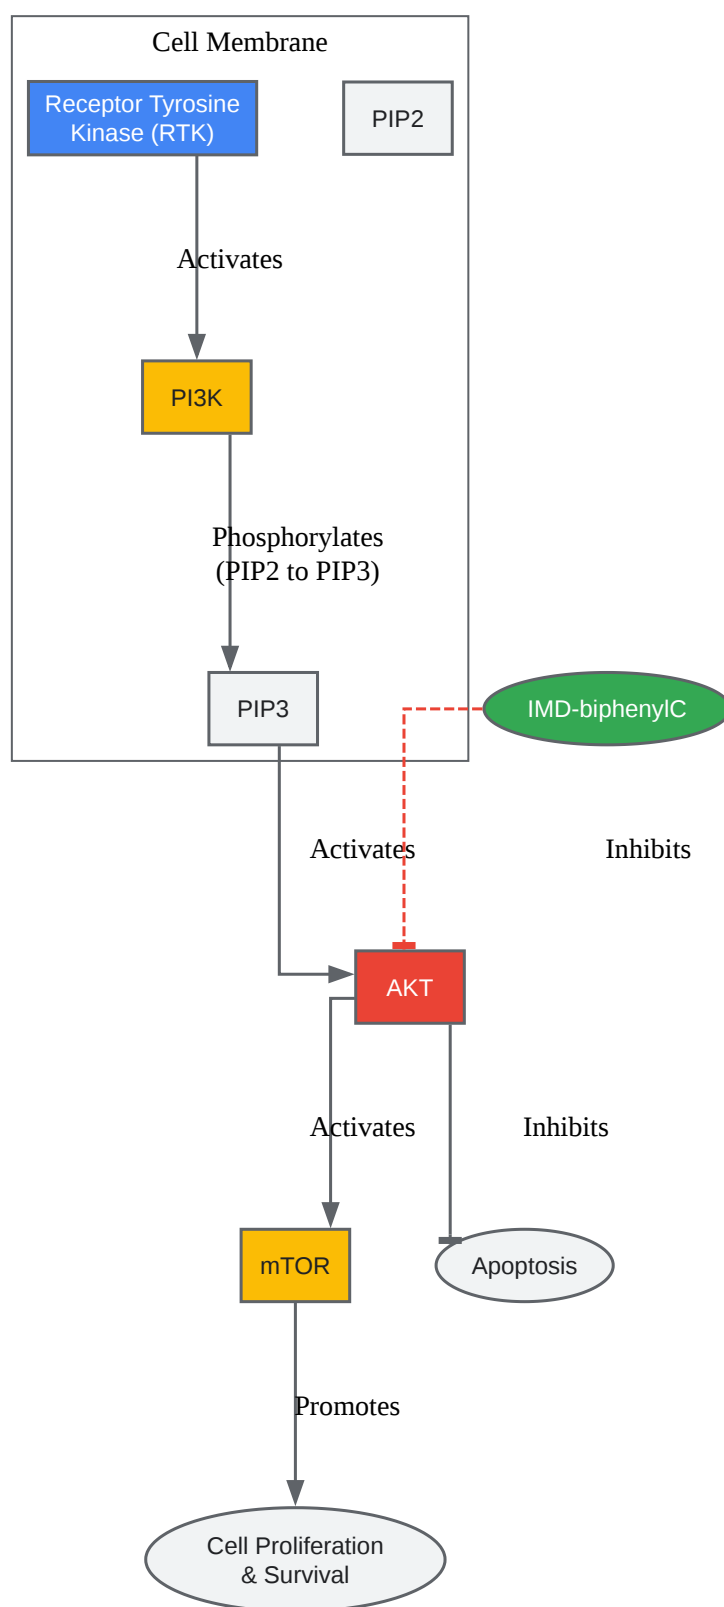 Cell Membrane
Receptor Tyrosine
Kinase (RTK)
PIP2
Activates
PI3K
Phosphorylates
(PIP2 to PIP3)
PIP3
IMD-biphenylC
Activates
Inhibits
AKT
Activates
Inhibits
mTOR
Apoptosis
Promotes
Cell Proliferation
& Survival